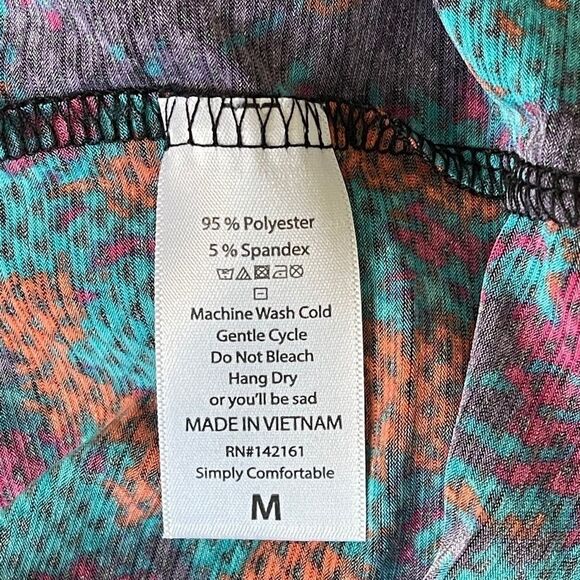 95 % Polyester
5 % Spandex
Machine Wash Cold
Gentle Cycle
Do Not Bleach
Hang Dry
or you'll be sad
MADE IN VIETNAM
RN#142161
Simply Comfortable
M